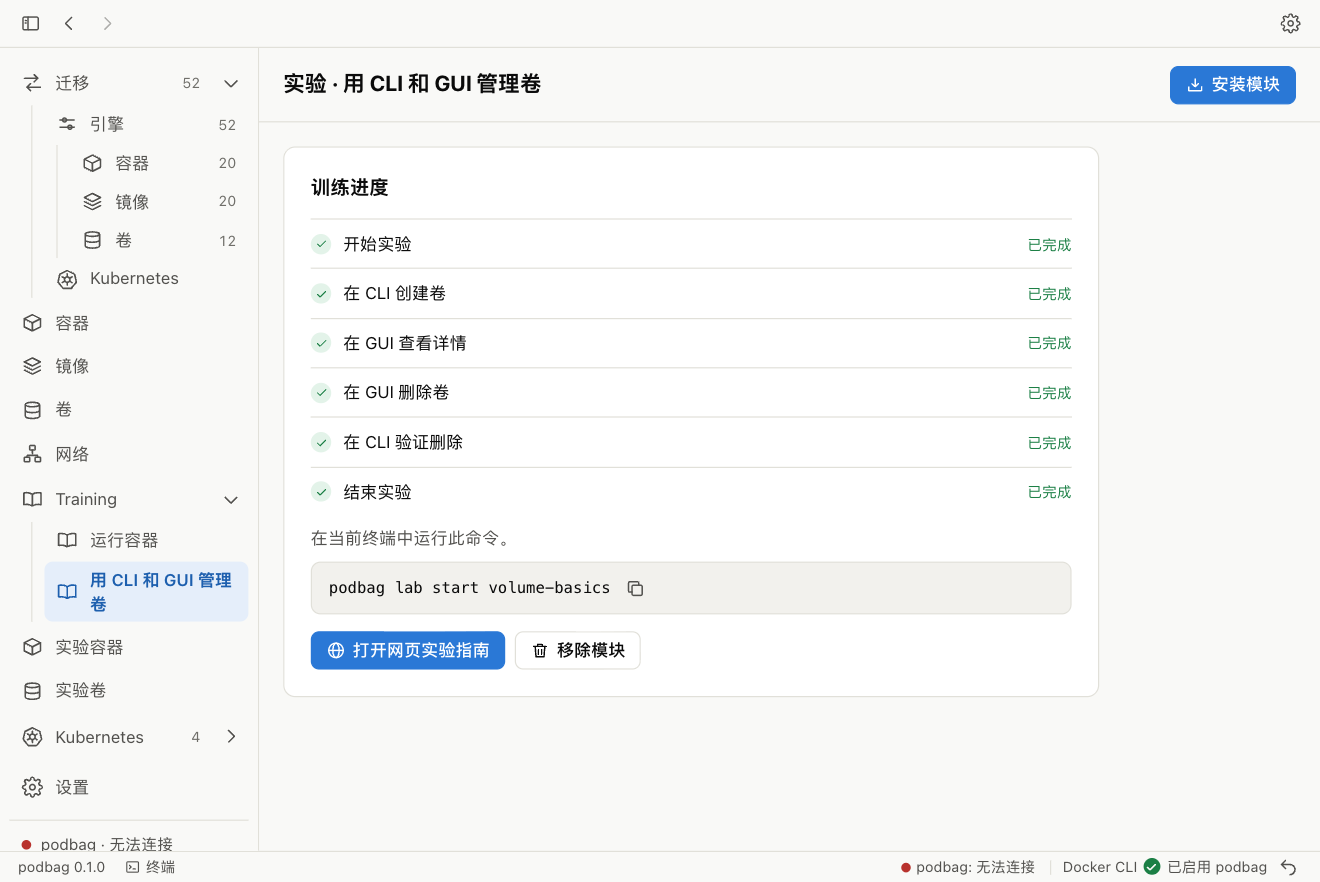 迁移 52
引擎 52
容器 20
镜像 20
卷 12
Kubernetes
容器
镜像
卷
网络
Training
运行容器
用 CLI 和 GUI 管理
卷
实验容器
实验卷
Kubernetes 4
设置
podbag · 无法连接
实验 · 用 CLI 和 GUI 管理卷
安装模块
训练进度
开始实验 已完成
在 CLI 创建卷 已完成
在 GUI 查看详情 已完成
在 GUI 删除卷 已完成
在 CLI 验证删除 已完成
结束实验 已完成
在当前终端中运行此命令。
podbag lab start volume-basics
打开网页实验指南 移除模块
podbag 0.1.0 终端 podbag: 无法连接 Docker CLI 已启用 podbag